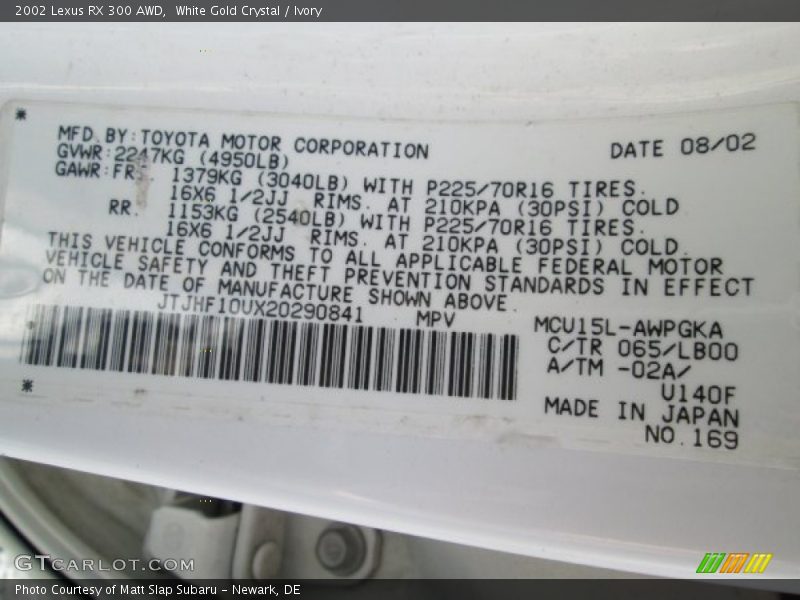 2002 Lexus RX 300 AWD, White Gold Crystal / Ivory
MFD BY:TOYOTA MOTOR CORPORATION DATE 08/02
GVWR:2247KG (4950LB)
GAWR:FR. 1379KG (3040LB) WITH P225/70R16 TIRES.
16X6 1/2JJ RIMS. AT 210KPA (30PSI) COLD
RR. 1153KG (2540LB) WITH P225/70R16 TIRES.
16X6 1/2JJ RIMS. AT 210KPA (30PSI) COLD.
THIS VEHICLE CONFORMS TO ALL APPLICABLE FEDERAL MOTOR
VEHICLE SAFETY AND THEFT PREVENTION STANDARDS IN EFFECT
ON THE DATE OF MANUFACTURE SHOWN ABOVE.
JTJHF10UX20290841 MPV
MCU15L-AWPGKA
C/TR 065/LB00
A/TM -02A/
U140F
MADE IN JAPAN
NO.169
GTCARLOT.COM
Photo Courtesy of Matt Slap Subaru - Newark, DE